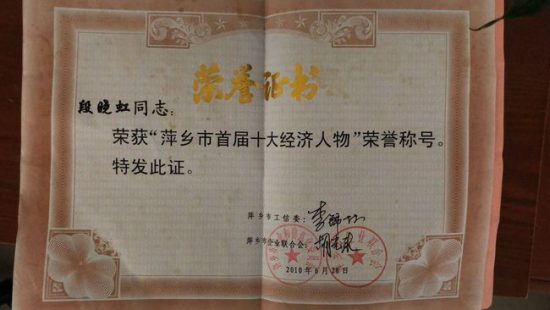 荣誉证书
段晓虹同志：
荣获“萍乡市首届十大经济人物”荣誉称号。
特发此证。
萍乡市工信委：
萍乡市企业联合会：
2010年6月28日